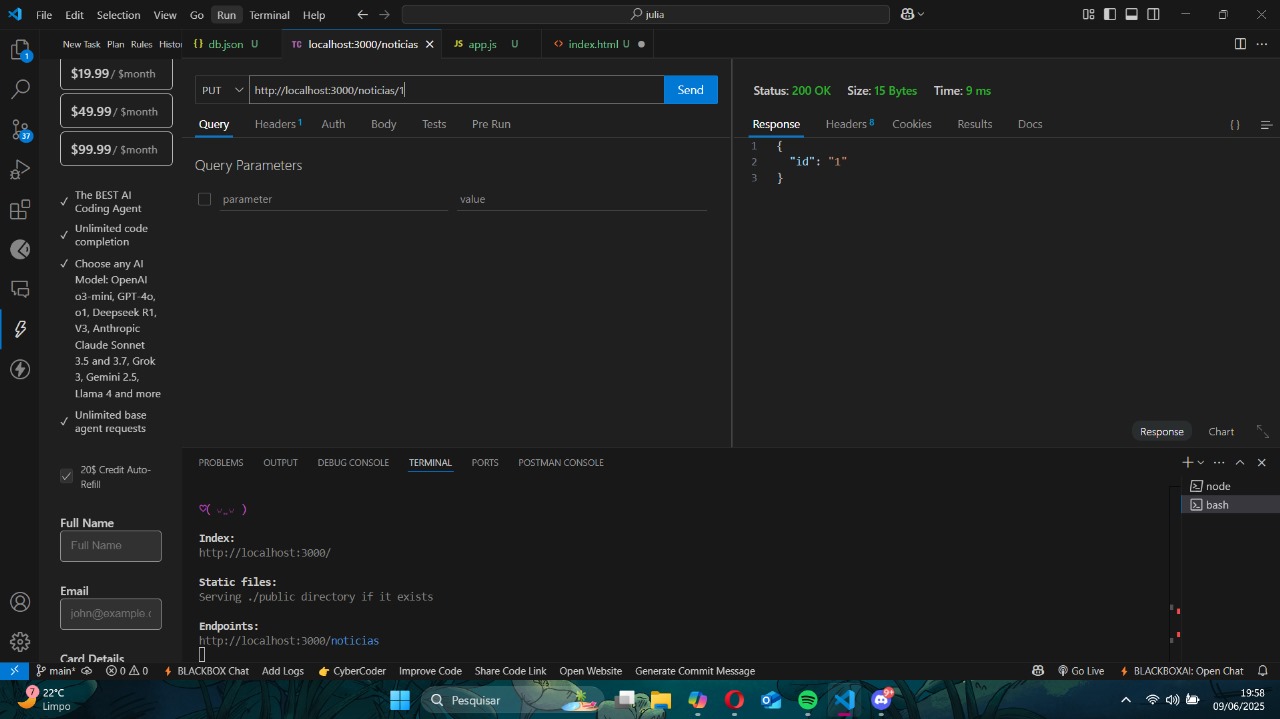 File Edit Selection View Go Run Terminal Help
julia
New Task Plan Rules Histo
{} db.json U
TC localhost:3000/noticias
JS app.js U
<> index.html U
1
37
$19.99 / $month
$49.99 / $month
$99.99 / $month
The BEST AI
Coding Agent
Unlimited code
completion
Choose any AI
Model: OpenAI
o3-mini, GPT-4o,
o1, Deepseek R1,
V3, Anthropic
Claude Sonnet
3.5 and 3.7, Grok
3, Gemini 2.5,
Llama 4 and more
Unlimited base
agent requests
20$ Credit Auto-
Refill
Full Name
Full Name
Email
john@example.c
Card Details
PUT http://localhost:3000/noticias/1 Send
Query Headers 1 Auth Body Tests Pre Run
Query Parameters
parameter value
Status: 200 OK Size: 15 Bytes Time: 9 ms
Response Headers 8 Cookies Results Docs {}
1 {
2 "id": "1"
3 }
Response Chart
PROBLEMS OUTPUT DEBUG CONSOLE TERMINAL PORTS POSTMAN CONSOLE
node
bash
Index:
http://localhost:3000/
Static files:
Serving ./public directory if it exists
Endpoints:
http://localhost:3000/noticias
main* 0 0 BLACKBOX Chat Add Logs CyberCoder Improve Code Share Code Link Open Website Generate Commit Message Go Live BLACKBOXAI: Open Chat
7
22°C
Limpo
Pesquisar
9+
19:58
09/06/2025